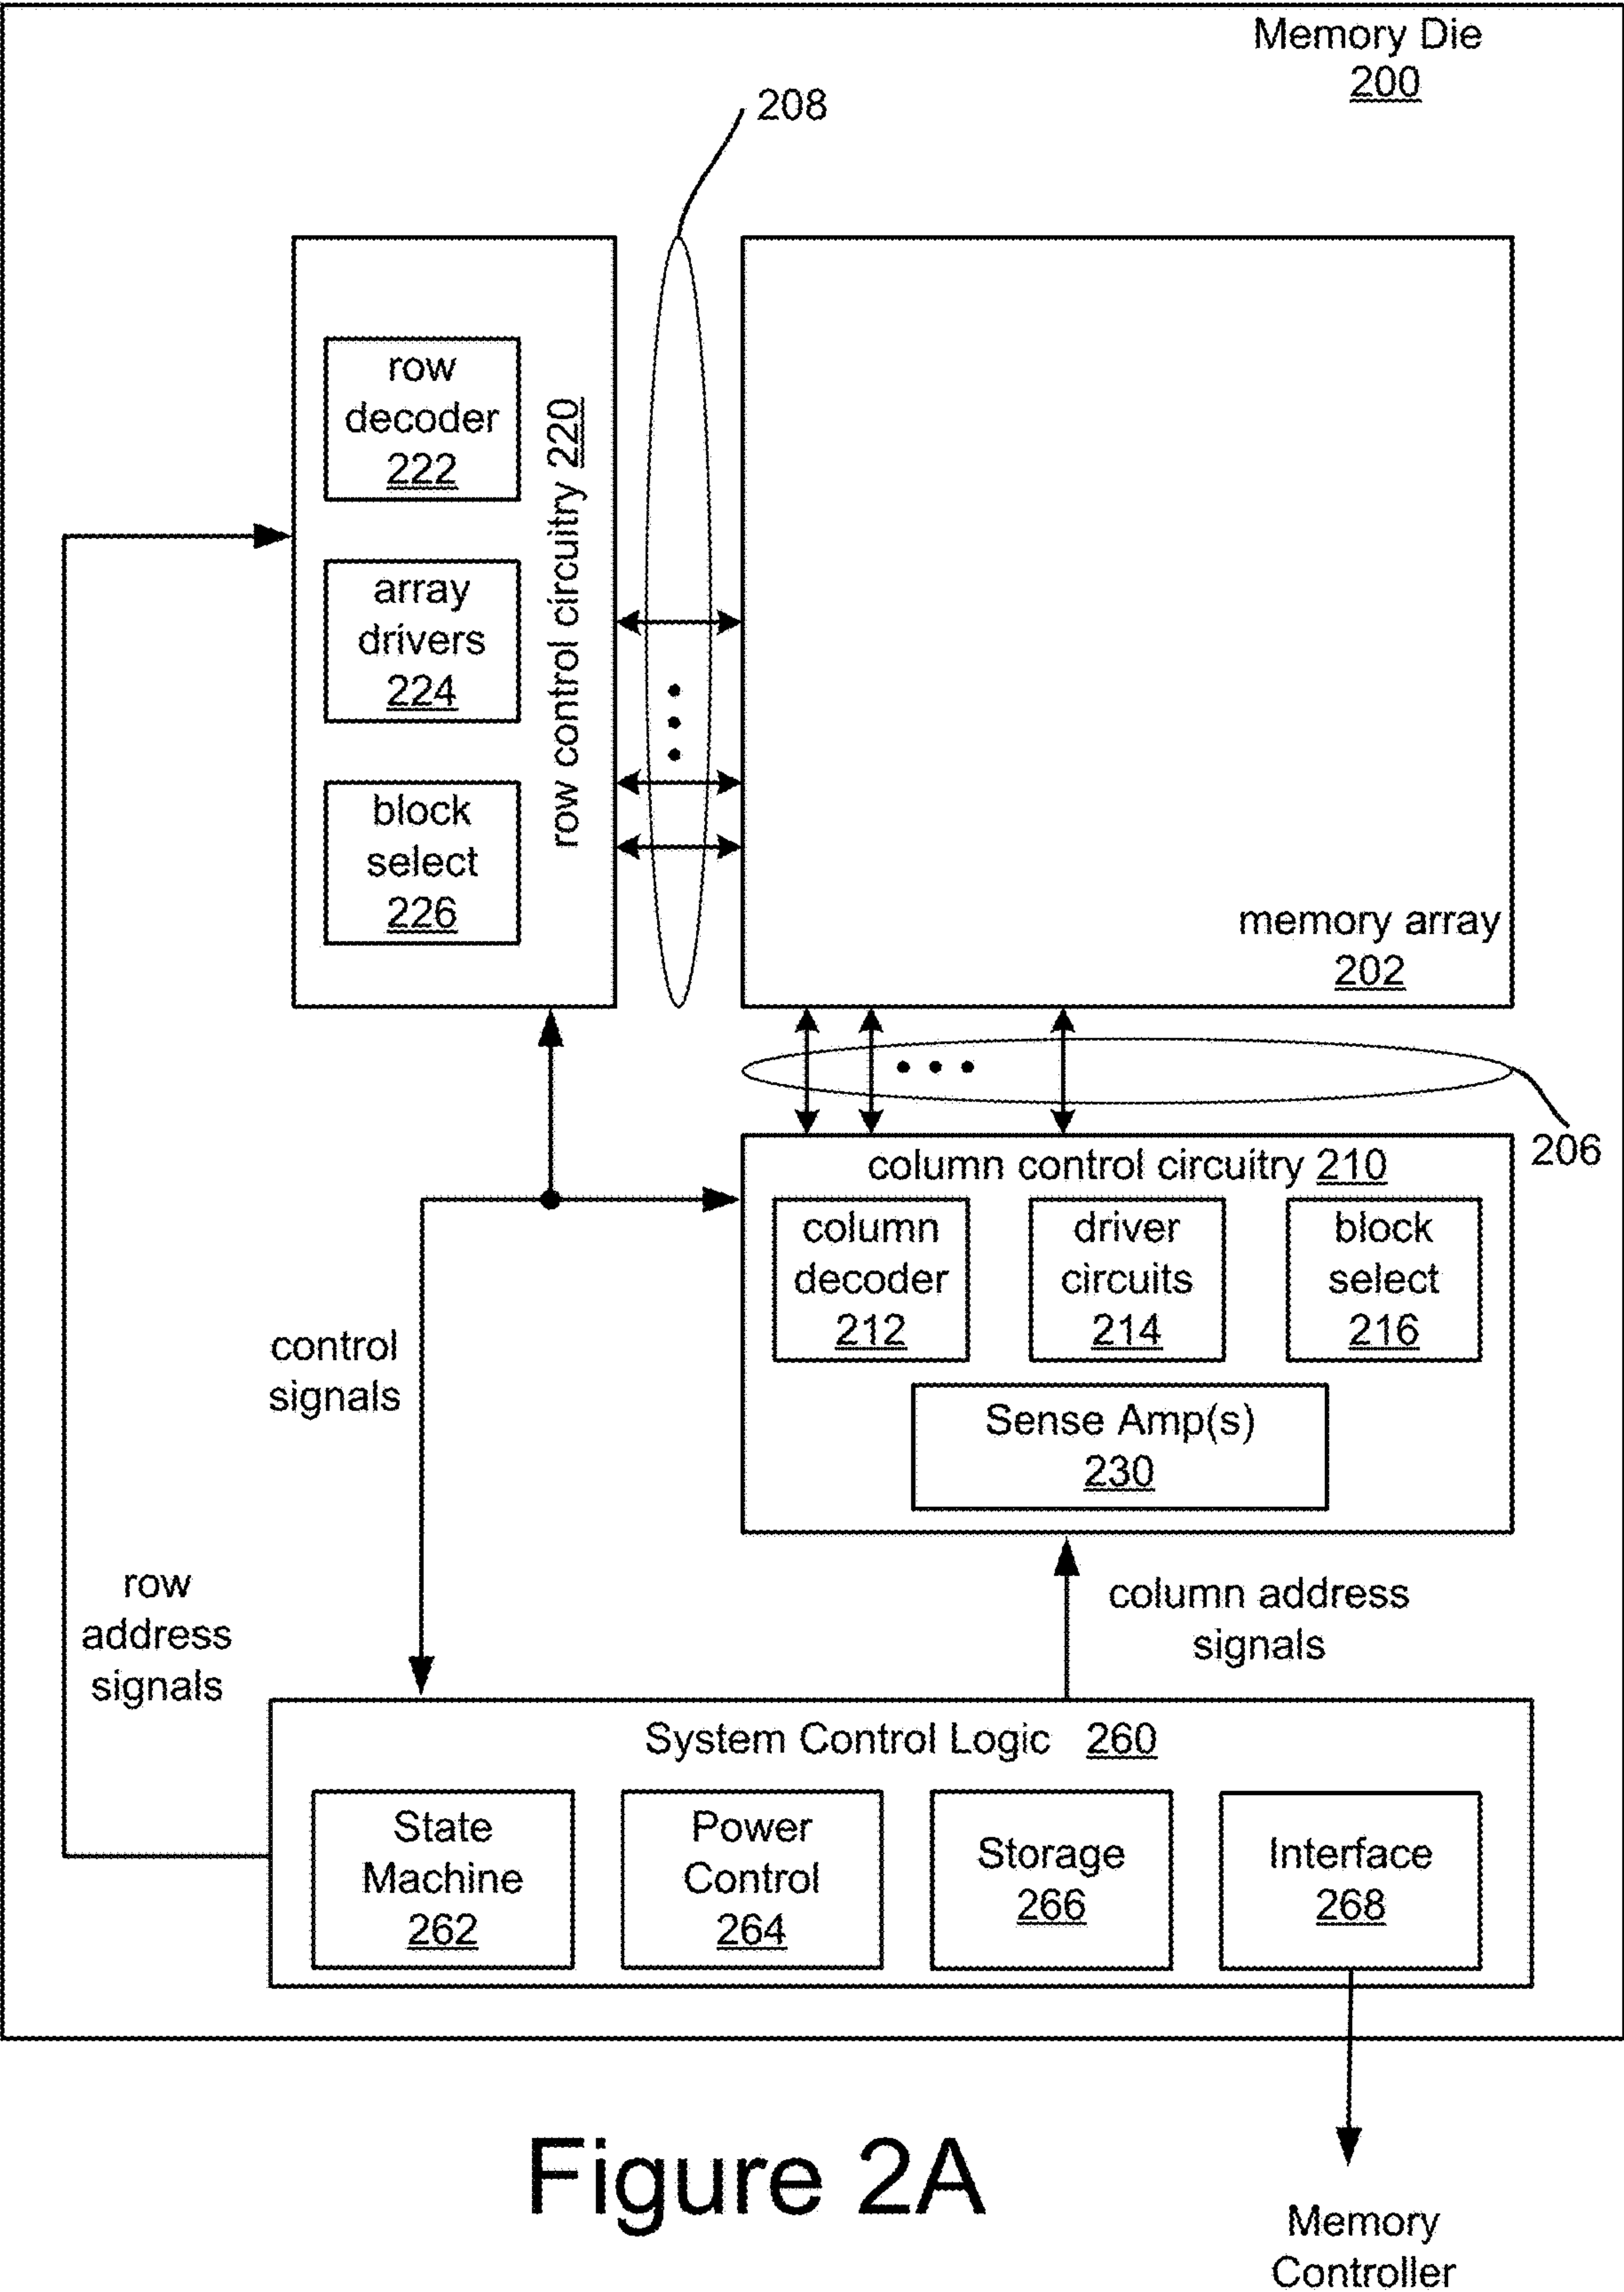 Memory Die
200
208
row
decoder
222
array
drivers
224
block
select
226
row control circuitry 220
memory array
202
206
column control circuitry 210
column
decoder
212
driver
circuits
214
block
select
216
Sense Amp(s)
230
control
signals
row
address
signals
column address
signals
System Control Logic 260
State
Machine
262
Power
Control
264
Storage
266
Interface
268
Figure 2A
Memory
Controller